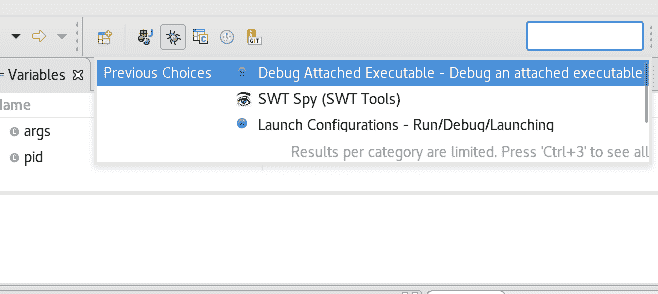 GIT
Variables
Previous Choices Debug Attached Executable - Debug an attached executable
SWT Spy (SWT Tools)
args
Launch Configurations - Run/Debug/Launching
pid
Results per category are limited. Press 'Ctrl+3' to see all